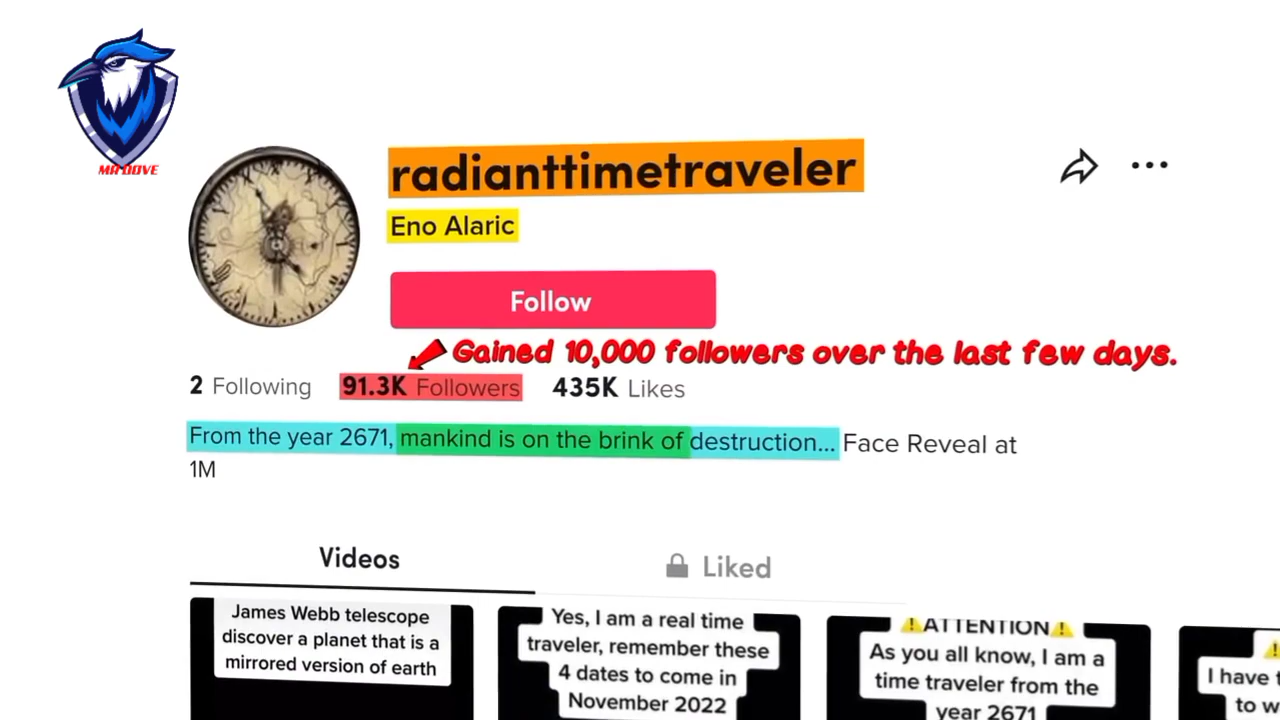 MR DOVE
radianttimetraveler
Eno Alaric
Follow
Gained 10,000 followers over the last few days.
2 Following 91.3K Followers 435K Likes
From the year 2671, mankind is on the brink of destruction... Face Reveal at
1M
Videos
Liked
James Webb telescope
discover a planet that is a
mirrored version of earth
Yes, I am a real time
traveler, remember these
4 dates to come in
November 2022
⚠️ATTENTION⚠️
As you all know, I am a
time traveler from the
year 2671
I have
to w